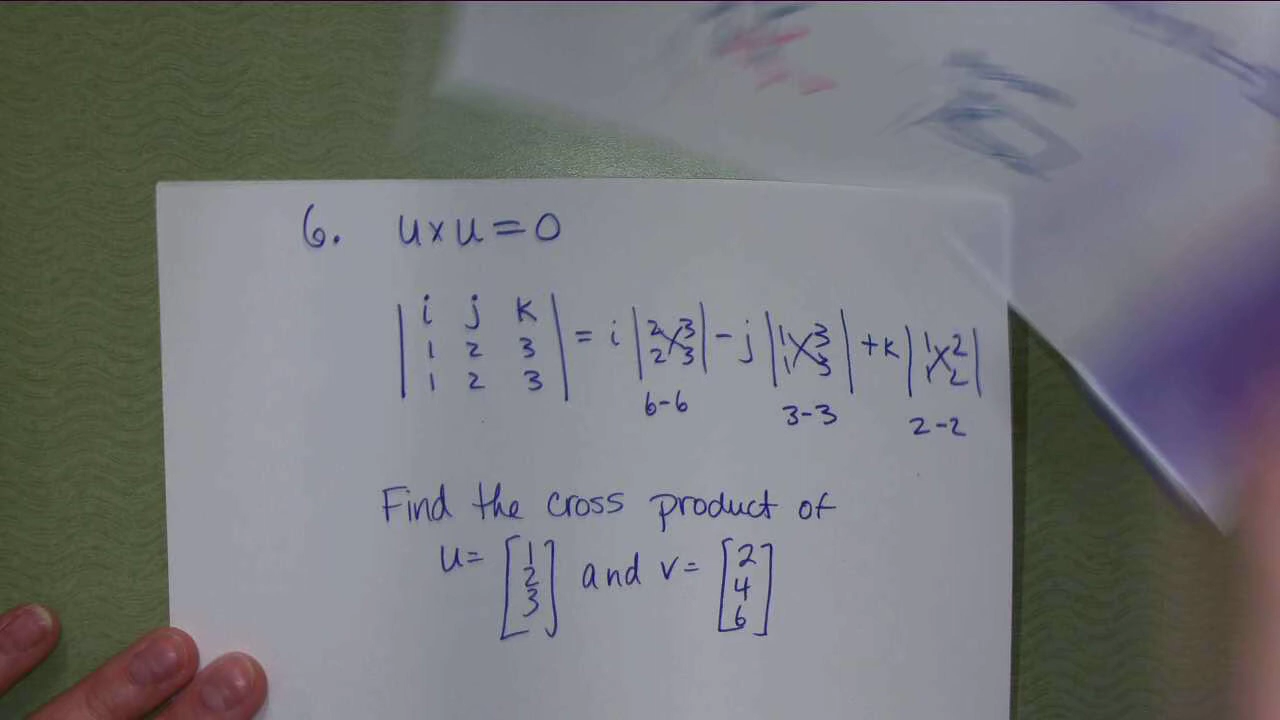 6. u×u=0
| i j k | = i |2 3| - j |1 3| + k |1 2|
| 1 2 3 | |2 3| |1 3| |1 2|
| 1 2 3 | 6-6 3-3 2-2
Find the cross product of
u= [1 2 3] and v= [2 4 6]